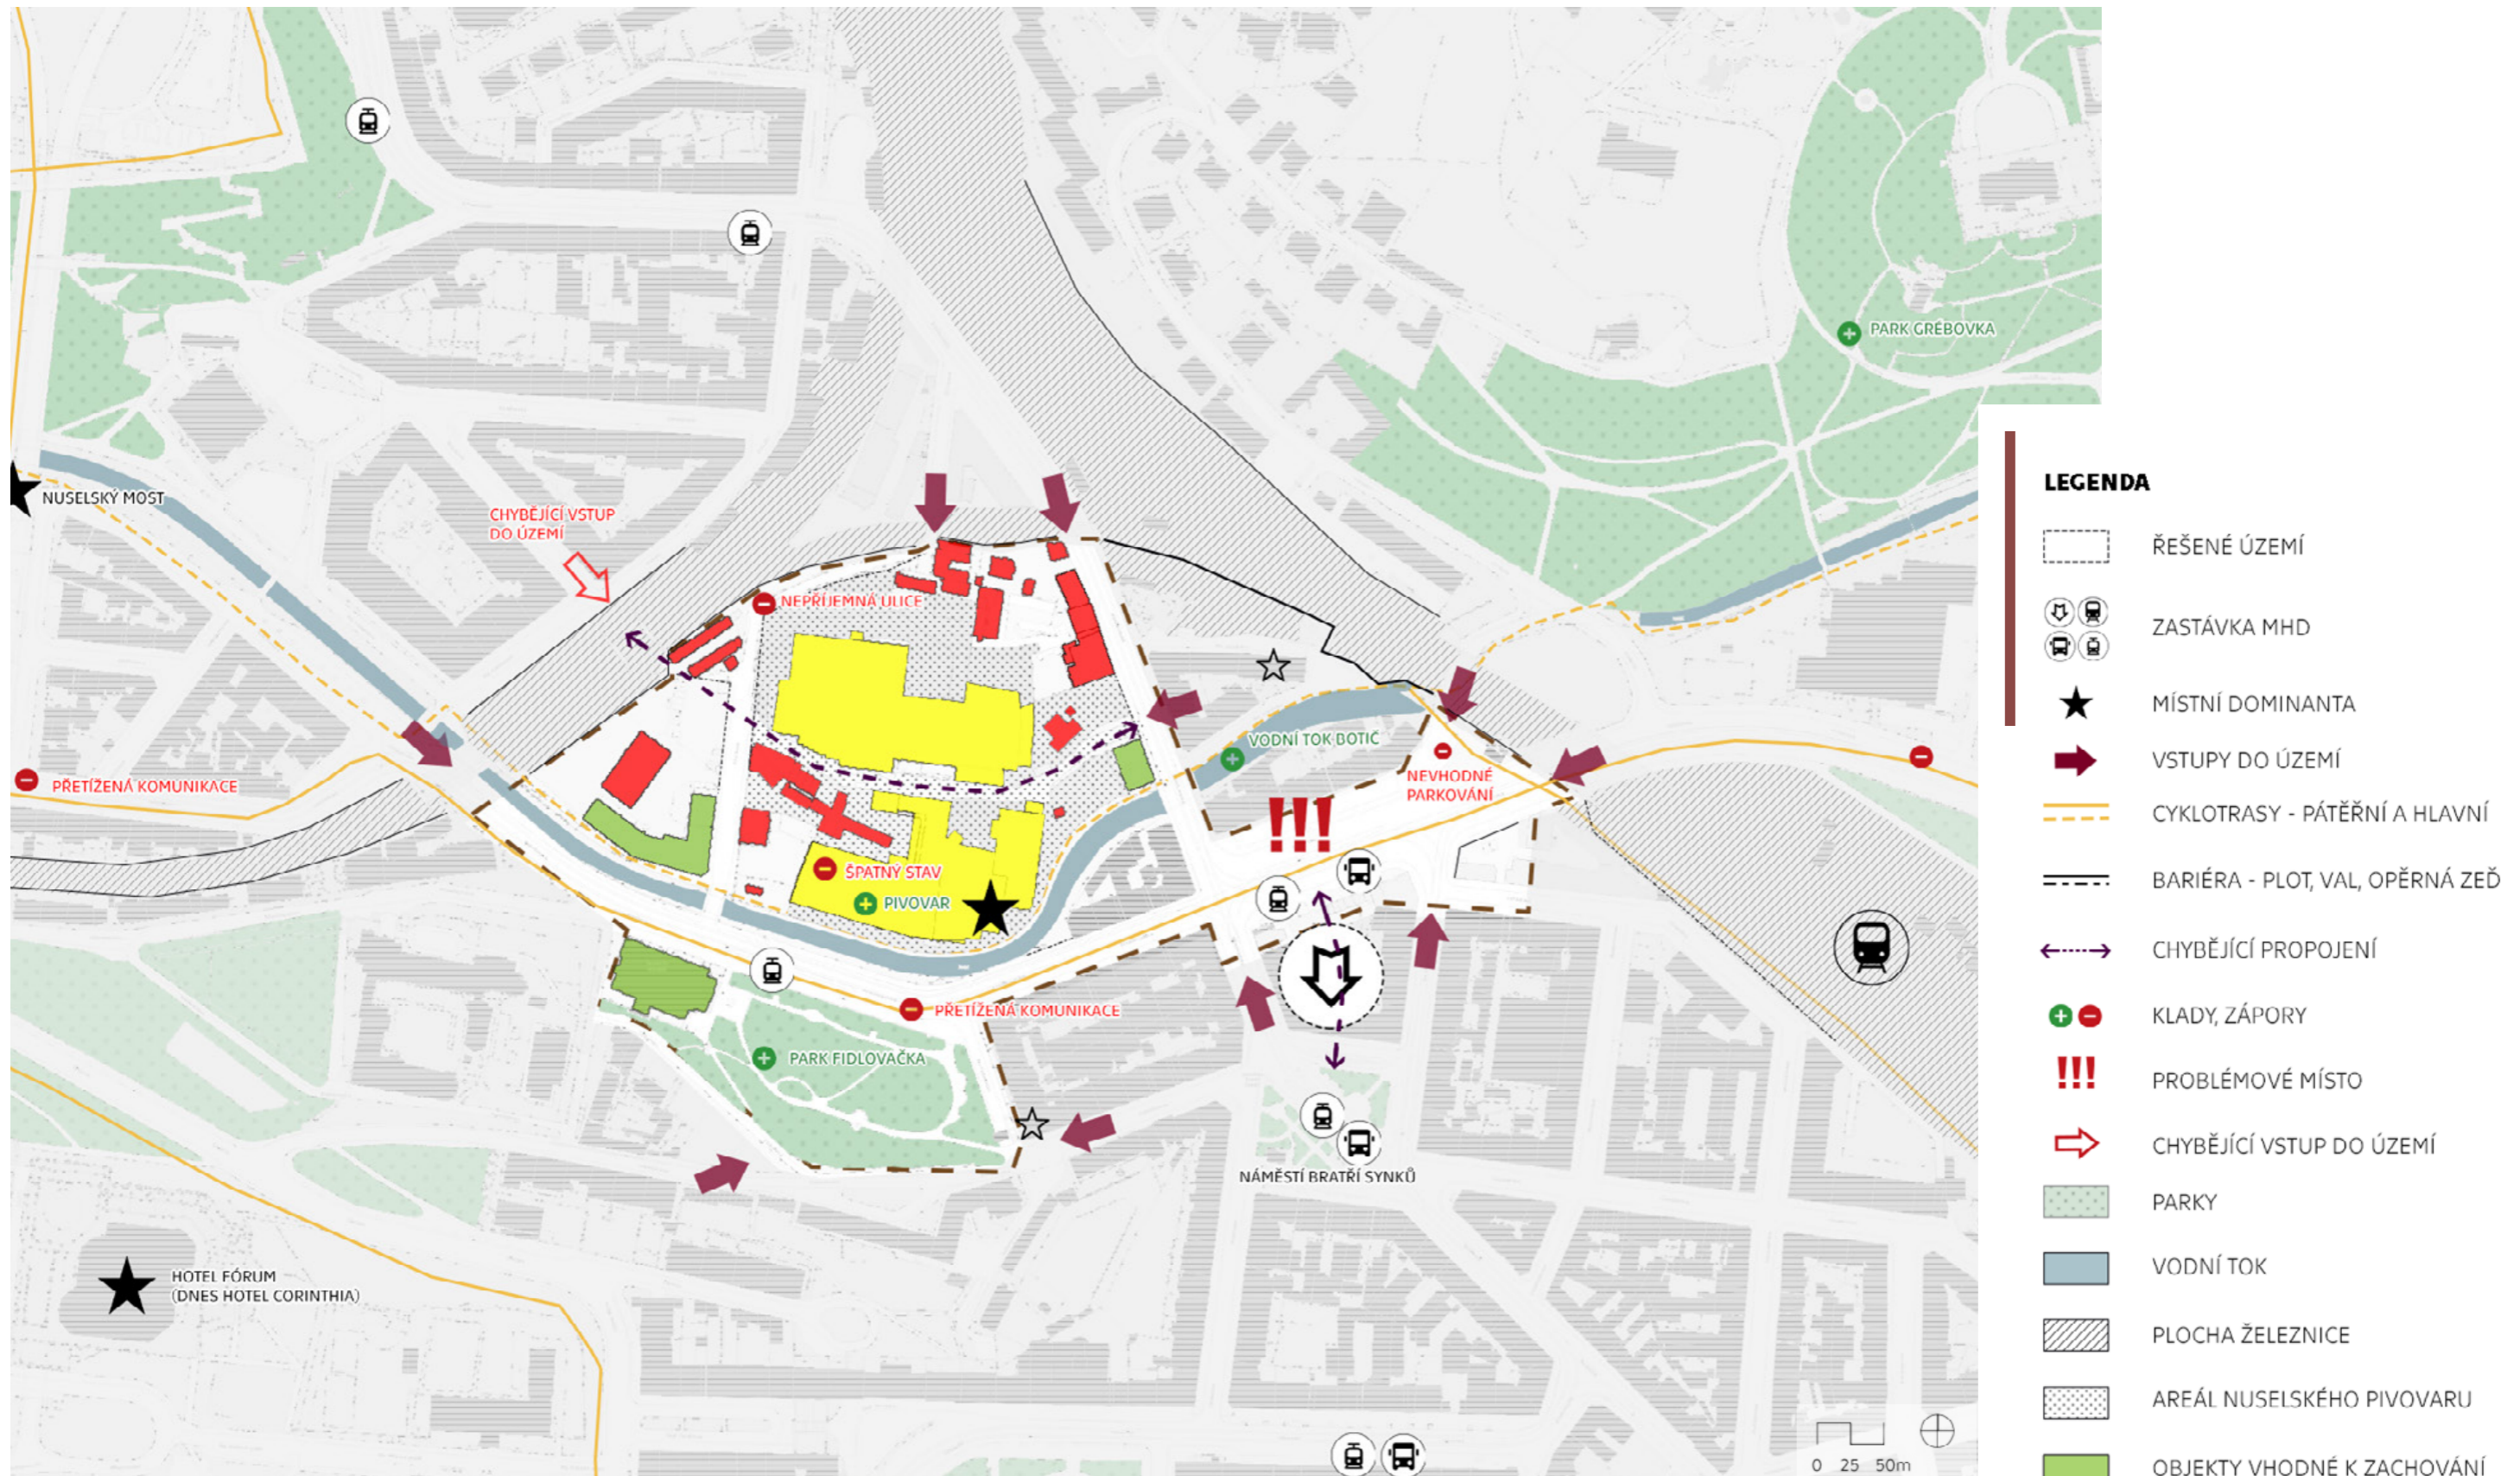 PARK GRÉBOVKA
NUSELSKÝ MOST
CHYBĚJÍCÍ VSTUP
DO ÚZEMÍ
NEPŘÍJEMNÁ ULICE
VODNÍ TOK BOTIČ
PŘETÍŽENÁ KOMUNIKACE
NEVHODNÉ
PARKOVÁNÍ
!!!
ŠPATNÝ STAV
PIVOVAR
PŘETÍŽENÁ KOMUNIKACE
PARK FIDLOVAČKA
NÁMĚSTÍ BRATŘÍ SYNKŮ
HOTEL FÓRUM
(DNES HOTEL CORINTHIA)
0 25 50m
LEGENDA
ŘEŠENÉ ÚZEMÍ
ZASTÁVKA MHD
MÍSTNÍ DOMINANTA
VSTUPY DO ÚZEMÍ
CYKLOTRASY - PÁTĚŘNÍ A HLAVNÍ
BARIÉRA - PLOT, VAL, OPĚRNÁ ZEĎ
CHYBĚJÍCÍ PROPOJENÍ
KLADY, ZÁPORY
!!! PROBLÉMOVÉ MÍSTO
CHYBĚJÍCÍ VSTUP DO ÚZEMÍ
PARKY
VODNÍ TOK
PLOCHA ŽELEZNICE
AREÁL NUSELSKÉHO PIVOVARU
OBJEKTY VHODNÉ K ZACHOVÁNÍ